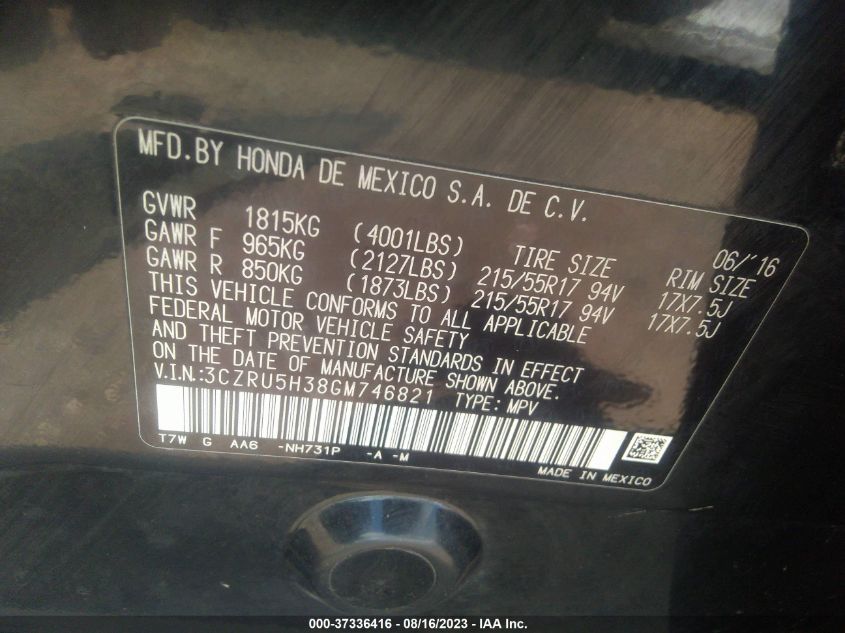 MFD.BY HONDA DE MEXICO S.A. DE C.V.
06/'16
GVWR 1815KG (4001LBS) TIRE SIZE RIM SIZE
GAWR F 965KG (2127LBS) 215/55R17 94V 17X7.5J
GAWR R 850KG (1873LBS) 215/55R17 94V 17X7.5J
THIS VEHICLE CONFORMS TO ALL APPLICABLE
FEDERAL MOTOR VEHICLE SAFETY
AND THEFT PREVENTION STANDARDS IN EFFECT
ON THE DATE OF MANUFACTURE SHOWN ABOVE.
V.I.N.:3CZRU5H38GM746821 TYPE: MPV
T7W G AA6 -NH731P -A -M
MADE IN MEXICO
000-37336416 - 08/16/2023 - IAA Inc.